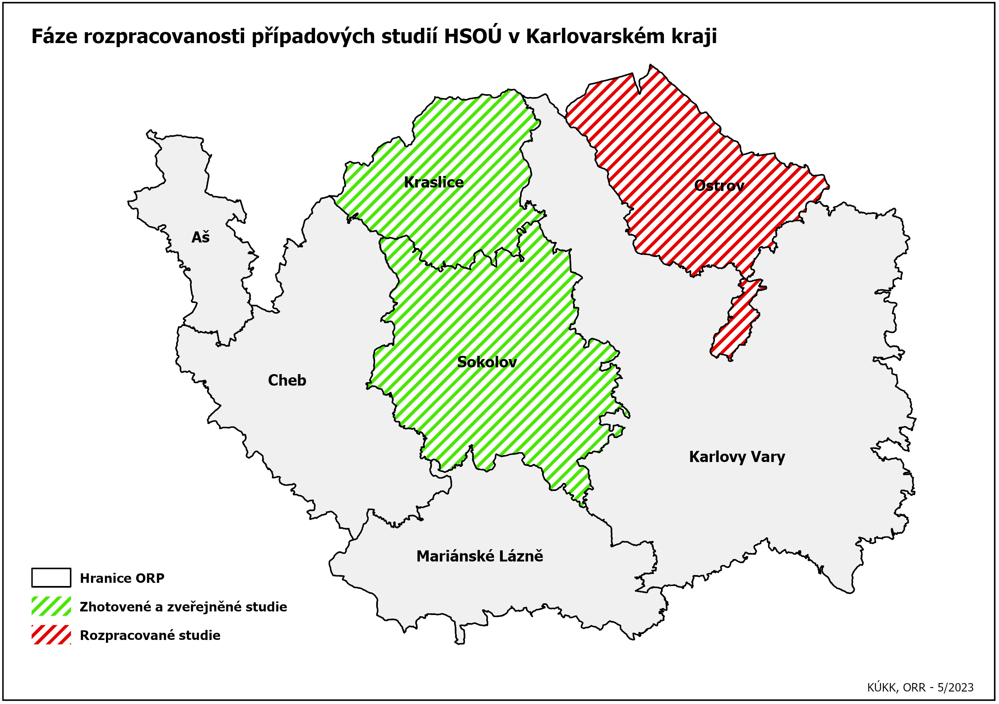 Fáze rozpracovanosti případových studií HSOÚ v Karlovarském kraji
Kraslice
Ostrov
Aš
Sokolov
Cheb
Karlovy Vary
Mariánské Lázně
Hranice ORP
Zhotovené a zveřejněné studie
Rozpracované studie
KÚKK, ORR - 5/2023